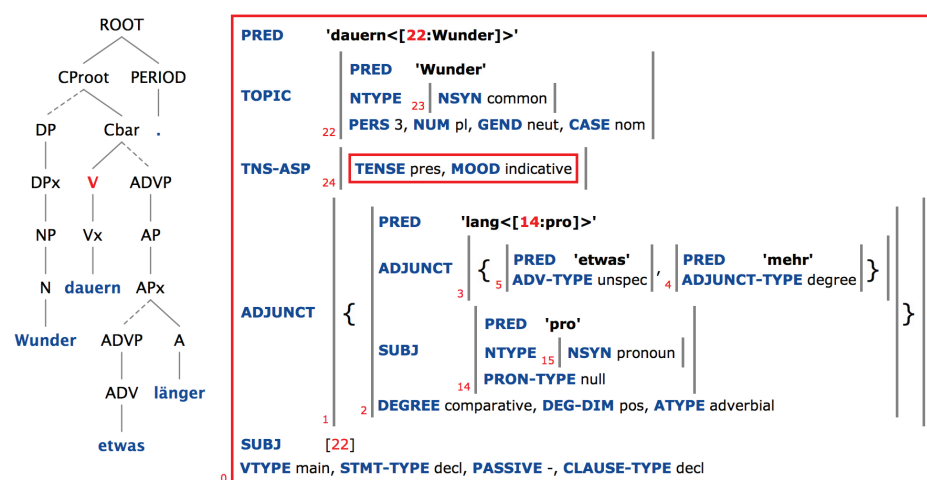 ROOT
CProot PERIOD
DP Cbar .
DPx V ADVP
NP Vx AP
N dauern APx
Wunder ADVP A
ADV länger
etwas
PRED 'dauern<[22:Wunder]>'
PRED 'Wunder'
TOPIC NTYPE 23 NSYN common
22 PERS 3, NUM pl, GEND neut, CASE nom
TNS-ASP 24 TENSE pres, MOOD indicative
PRED 'lang<[14:pro]>'
ADJUNCT 3 { 5 PRED 'etwas' ADV-TYPE unspec , 4 PRED 'mehr' ADJUNCT-TYPE degree }
ADJUNCT { }
PRED 'pro'
SUBJ NTYPE 15 NSYN pronoun
14 PRON-TYPE null
1 2 DEGREE comparative, DEG-DIM pos, ATYPE adverbial
SUBJ [22]
0 VTYPE main, STMT-TYPE decl, PASSIVE -, CLAUSE-TYPE decl